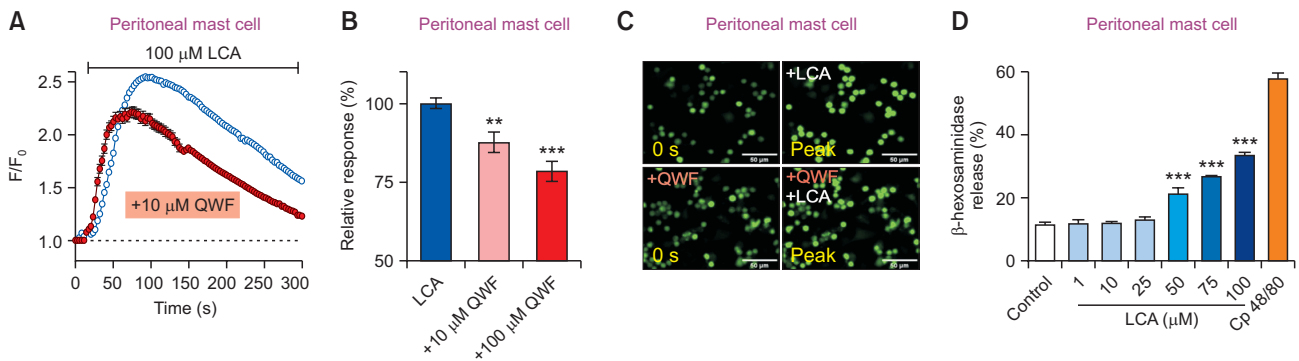 A
Peritoneal mast cell
100 μM LCA
F/F0
2.5
2.0
1.5
1.0
+10 μM QWF
0
50
100
150
200
250
300
Time (s)
B
Peritoneal mast cell
Relative response (%)
100
75
50
**
***
LCA
+10 μM QWF
+100 μM QWF
C
Peritoneal mast cell
0 s
50 μm
+LCA
Peak
50 μm
+QWF
0 s
50 μm
+QWF
+LCA
Peak
50 μm
D
Peritoneal mast cell
β-hexosaminidase
release (%)
60
40
20
0
***
***
***
Control
1
10
25
50
75
100
Cp 48/80
LCA (μM)